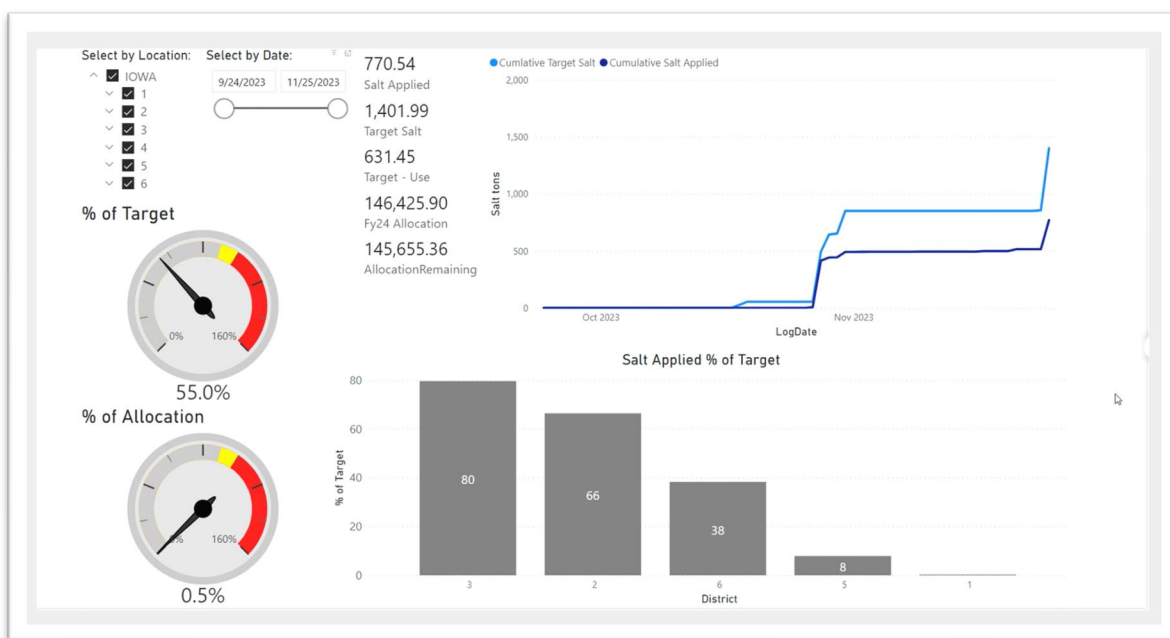 Select by Location:
IOWA
1
2
3
4
5
6
Select by Date:
9/24/2023 11/25/2023
770.54
Salt Applied
1,401.99
Target Salt
631.45
Target - Use
146,425.90
Fy24 Allocation
145,655.36
AllocationRemaining
% of Target
0% 160%
55.0%
% of Allocation
0% 160%
0.5%
Cumlative Target Salt Cumulative Salt Applied
2,000
1,500
1,000
500
0
Salt tons
Oct 2023 Nov 2023
LogDate
Salt Applied % of Target
80
60
40
20
0
% of Target
80
66
38
8
3 2 6 5 1
District